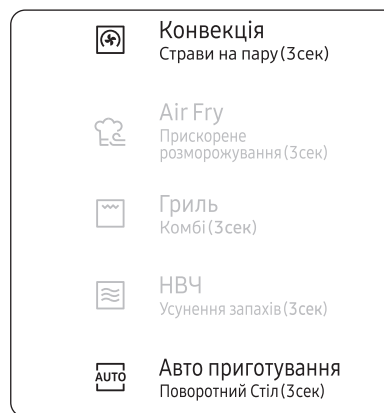 Конвекція
Страви на пару(3сек)
Air Fry
Прискорене
розморожування(3сек)
Гриль
Комбі(3сек)
НВЧ
Усунення запахів(3сек)
AUTO
Авто приготування
Поворотний Стіл(3сек)